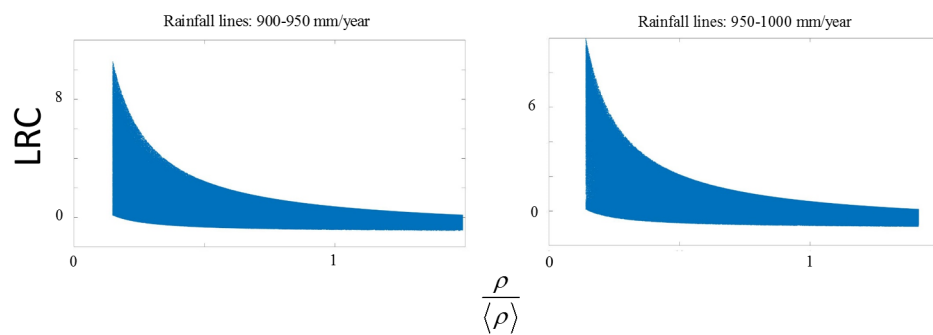 Rainfall lines: 900-950 mm/year
Rainfall lines: 950-1000 mm/year
LRC
8
0
0
1
6
0
0
1
ρ
⟨ρ⟩